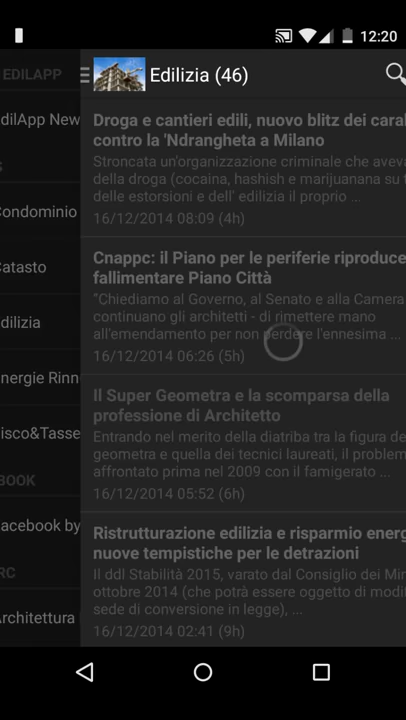 12:20
EDILAPP
dilApp New
S
Condominio
Catasto
dilizia
nergie Rinn
isco&Tasse
BOOK
acebook by
RC
Architettura
Edilizia (46)
Droga e cantieri edili, nuovo blitz dei caral
contro la 'Ndrangheta a Milano
Stroncata un'organizzazione criminale che avev
della droga (cocaina, hashish e marijuanana su
delle estorsioni e dell' edilizia il proprio ...
16/12/2014 08:09 (4h)
Cnappc: il Piano per le periferie riproduce
fallimentare Piano Città
"Chiediamo al Governo, al Senato e alla Camera
continuano gli architetti - di rimettere mano
all'emendamento per non perdere l'ennesima ...
16/12/2014 06:26 (5h)
Il Super Geometra e la scomparsa della
professione di Architetto
Entrando nel merito della diatriba tra la figura de
geometra e quella dei tecnici laureati, il problem
affrontato prima nel 2009 con il famigerato ...
16/12/2014 05:52 (6h)
Ristrutturazione edilizia e risparmio energ
nuove tempistiche per le detrazioni
Il ddl Stabilità 2015, varato dal Consiglio dei Min
ottobre 2014 (che potrà essere oggetto di modif
sede di conversione in legge), ...
16/12/2014 02:41 (9h)